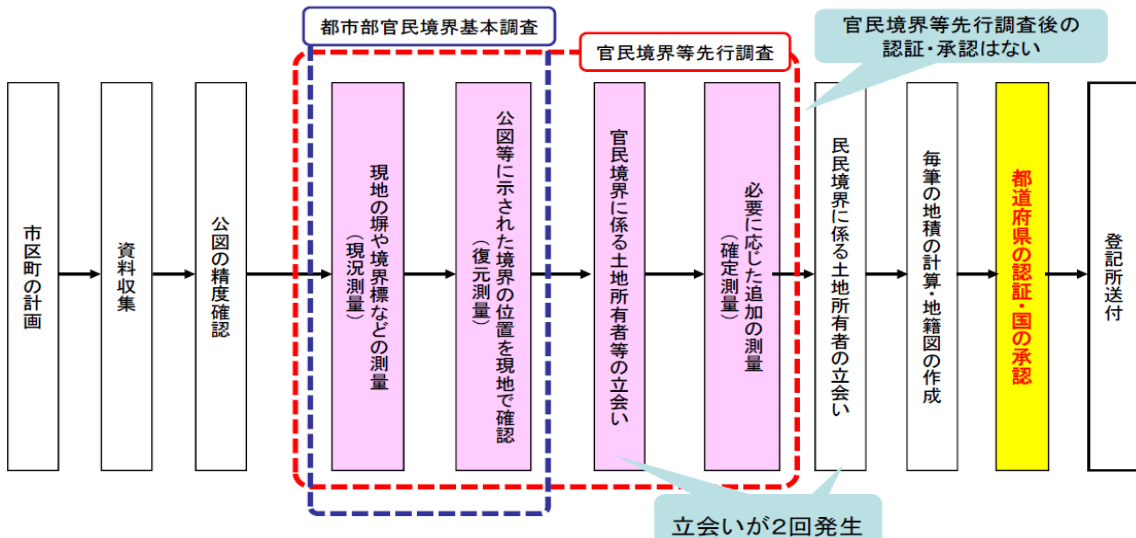 都市部官民境界基本調査
官民境界等先行調査
官民境界等先行調査後の
認証・承認はない
市区町の計画
資料収集
公図の精度確認
現地の塀や境界標などの測量
(現況測量)
公図等に示された境界の位置を現地で確認
(復元測量)
官民境界に係る土地所有者等の立会い
必要に応じた追加の測量
(確定測量)
民民境界に係る土地所有者の立会い
毎筆の地積の計算・地籍図の作成
都道府県の認証・国の承認
登記所送付
立会いが2回発生